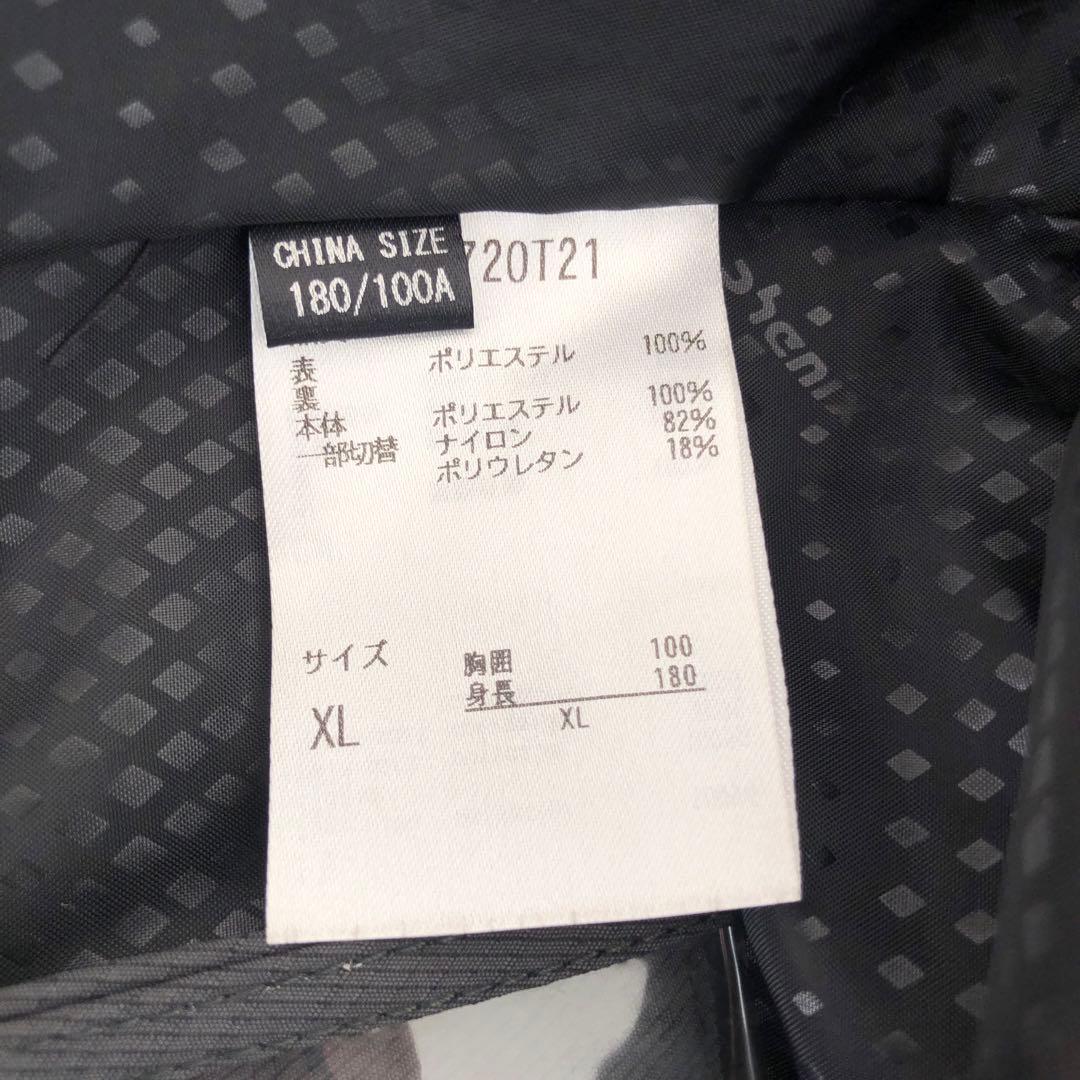 CHINA SIZE
180/100A
720T21
表 ポリエステル 100%
裏
本体 ポリエステル 100%
一部切替 ナイロン 82%
ポリウレタン 18%
サイズ 胸囲 100
身長 180
XL XL